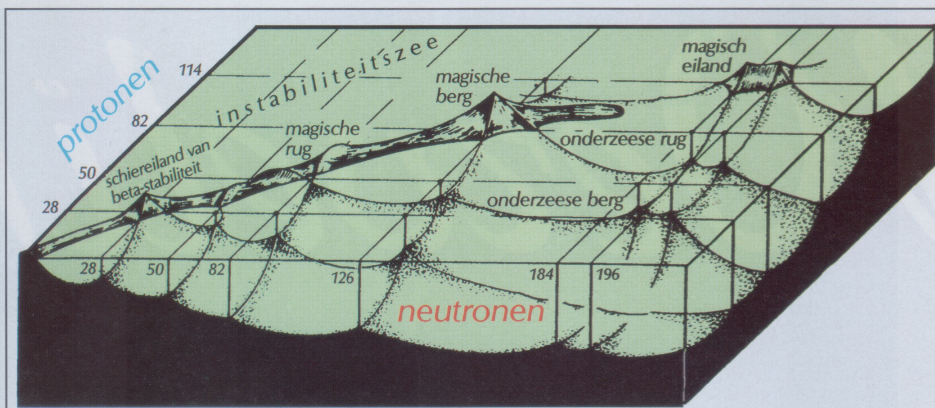 protonen
instabiliteitszee
114
82
50
28
magische
berg
magisch
eiland
magische
rug
onderzeese rug
schiereiland van
beta-stabiliteit
onderzeese berg
28
50
82
126
184
196
neutronen